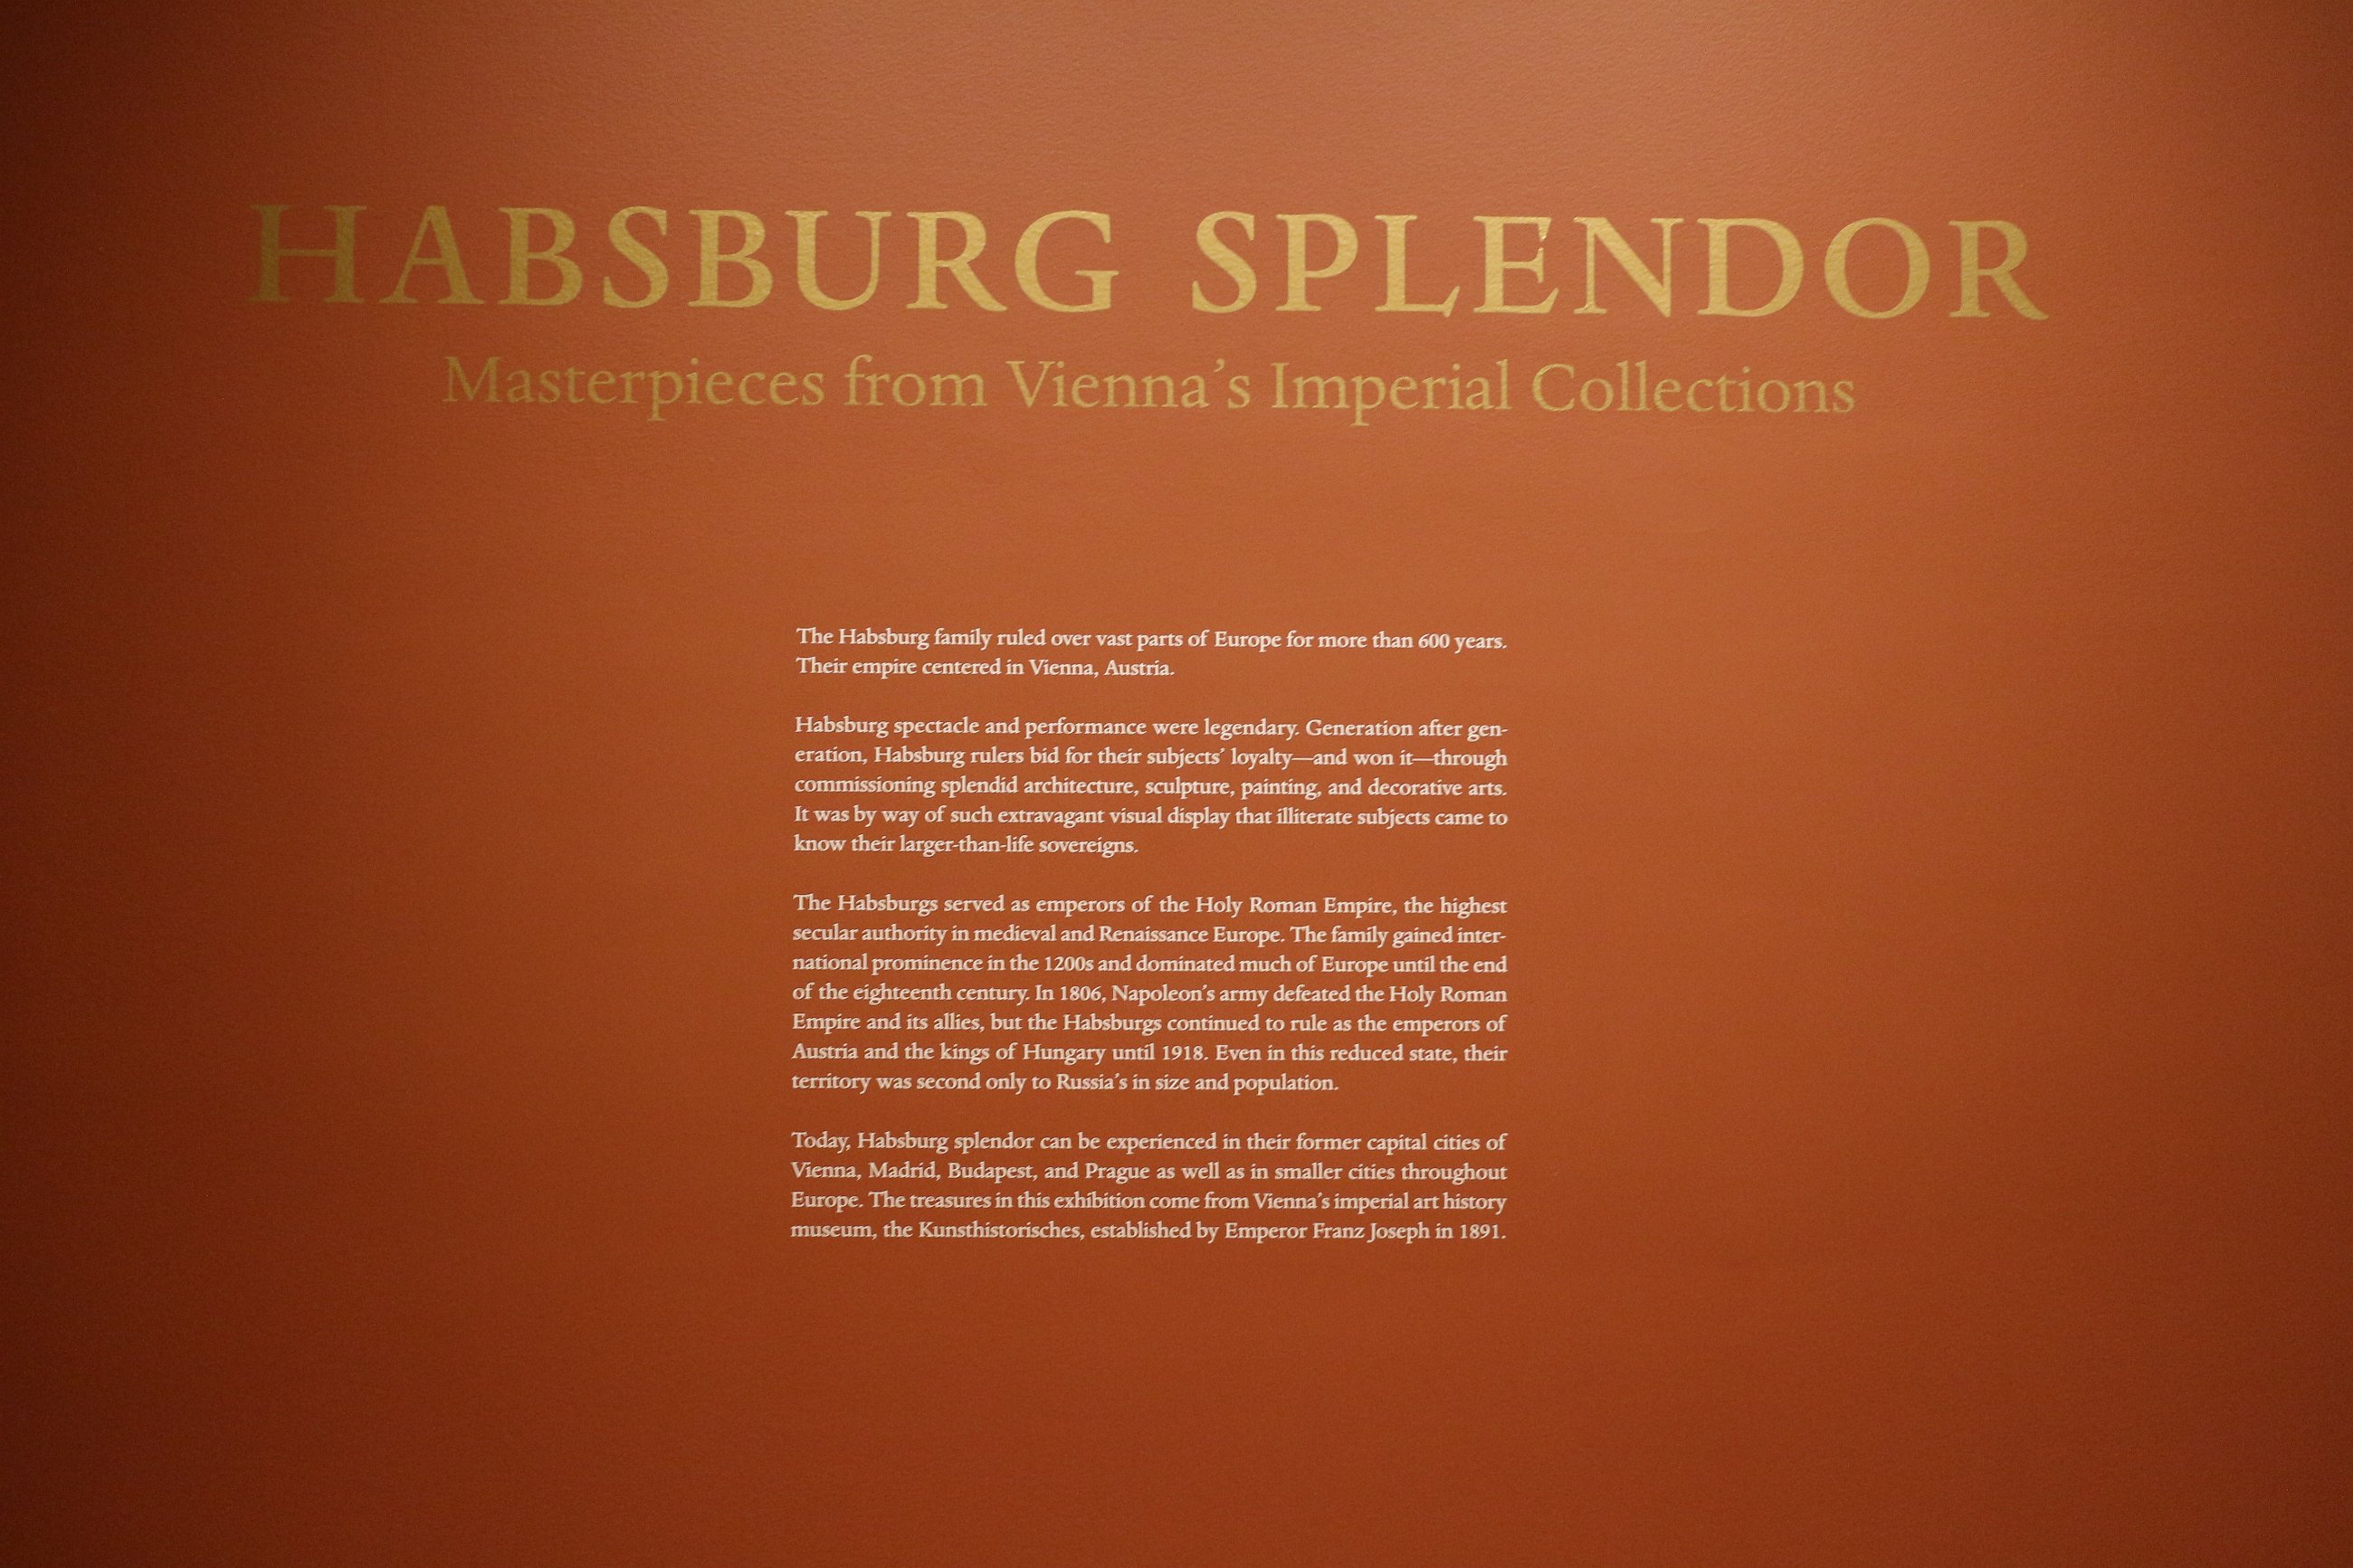 HABSBURG SPLENDOR
Masterpieces from Vienna's Imperial Collections
The Habsburg family ruled over vast parts of Europe for more than 600 years.
Their empire centered in Vienna, Austria.
Habsburg spectacle and performance were legendary. Generation after gen-
eration, Habsburg rulers bid for their subjects' loyalty—and won it—through
commissioning splendid architecture, sculpture, painting, and decorative arts.
It was by way of such extravagant visual display that illiterate subjects came to
know their larger-than-life sovereigns.
The Habsburgs served as emperors of the Holy Roman Empire, the highest
secular authority in medieval and Renaissance Europe. The family gained inter-
national prominence in the 1200s and dominated much of Europe until the end
of the eighteenth century. In 1806, Napoleon's army defeated the Holy Roman
Empire and its allies, but the Habsburgs continued to rule as the emperors of
Austria and the kings of Hungary until 1918. Even in this reduced state, their
territory was second only to Russia's in size and population.
Today, Habsburg splendor can be experienced in their former capital cities of
Vienna, Madrid, Budapest, and Prague as well as in smaller cities throughout
Europe. The treasures in this exhibition come from Vienna's imperial art history
museum, the Kunsthistorisches, established by Emperor Franz Joseph in 1891.